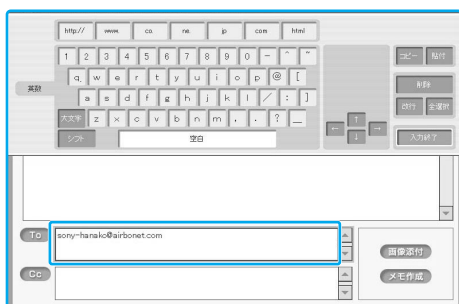 http:// www. co. ne. jp com html
1 2 3 4 5 6 7 8 9 0 - ^ ~
コピー 貼付
q w e r t y u i o p @ [
英数
削除
a s d f g h j k l / : ]
改行 全選択
大文字 z x c v b n m , . ? _
シフト 空白 ← ↑ ↓ → 入力終了
To sony-hanako@airbonet.com
画像添付
Cc
メモ作成